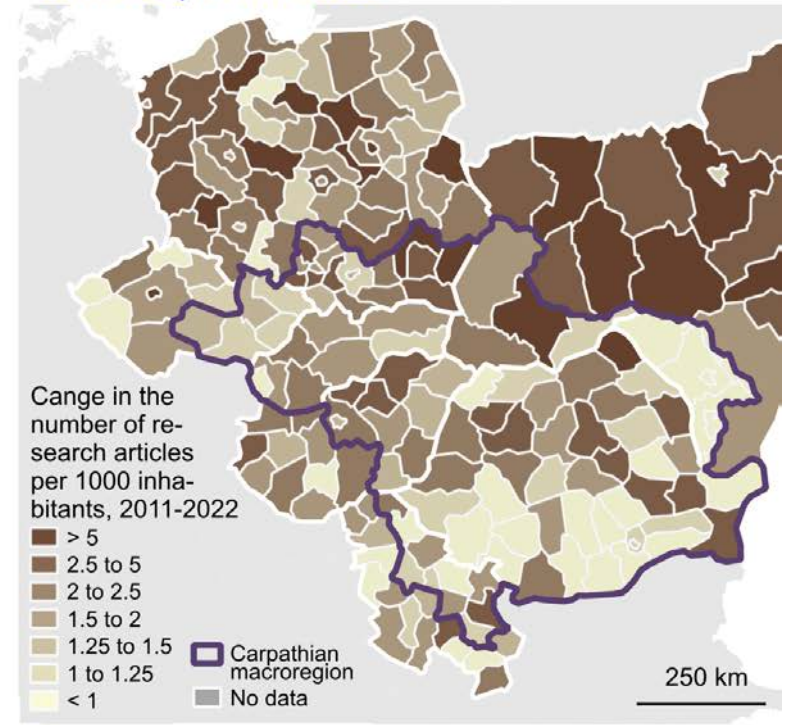 Cange in the
number of re-
search articles
per 1000 inha-
bitants, 2011-2022
> 5
2.5 to 5
2 to 2.5
1.5 to 2
1.25 to 1.5
1 to 1.25
< 1
Carpathian
macroregion
No data
250 km